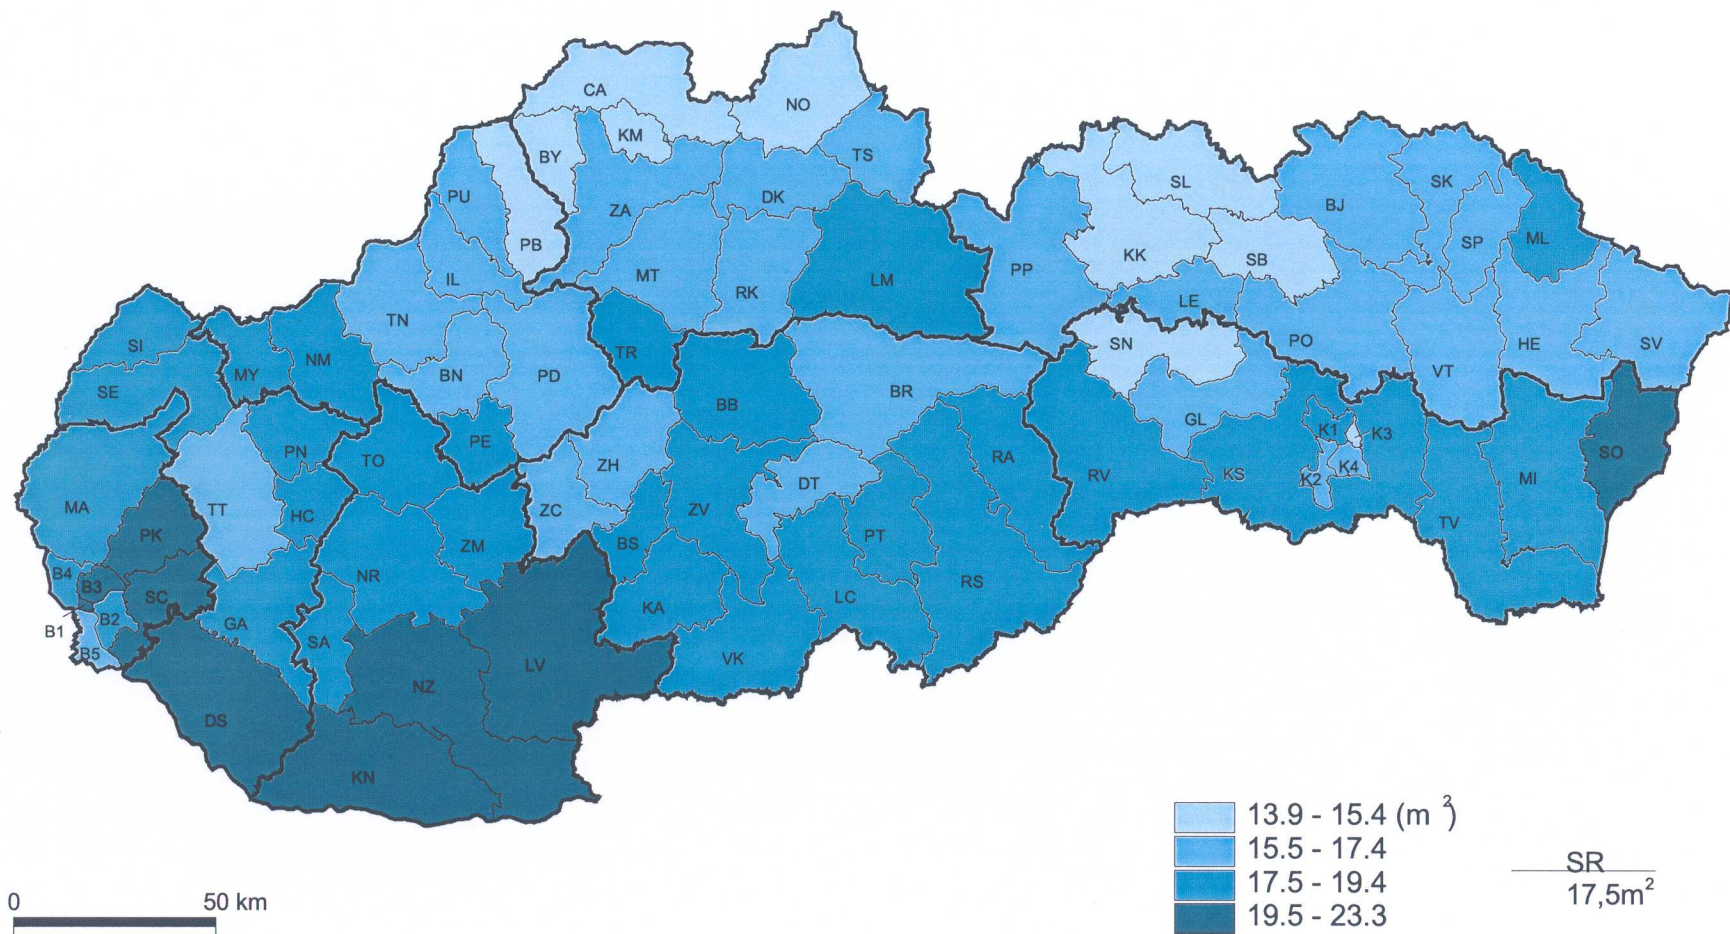 CA
NO
KM
BY
TS
SL
SK
PU
DK
BJ
ZA
PB
SP
ML
KK
SB
PP
IL
MT
LM
RK
LE
TN
PO
HE
SV
SI
SN
TR
MY
NM
BN
PD
VT
SE
BR
BB
GL
K1
K3
PE
PN
TO
SO
ZH
RA
K4
RV
KS
K2
MI
DT
MA
TT
HC
ZC
ZV
TV
PK
ZM
BS
PT
B4
B3
NR
RS
SC
KA
LC
B1
B2
GA
SA
B5
VK
LV
NZ
DS
KN
13.9 - 15.4 (m 2)
15.5 - 17.4
17.5 - 19.4
19.5 - 23.3
SR
17,5m2
0 50 km